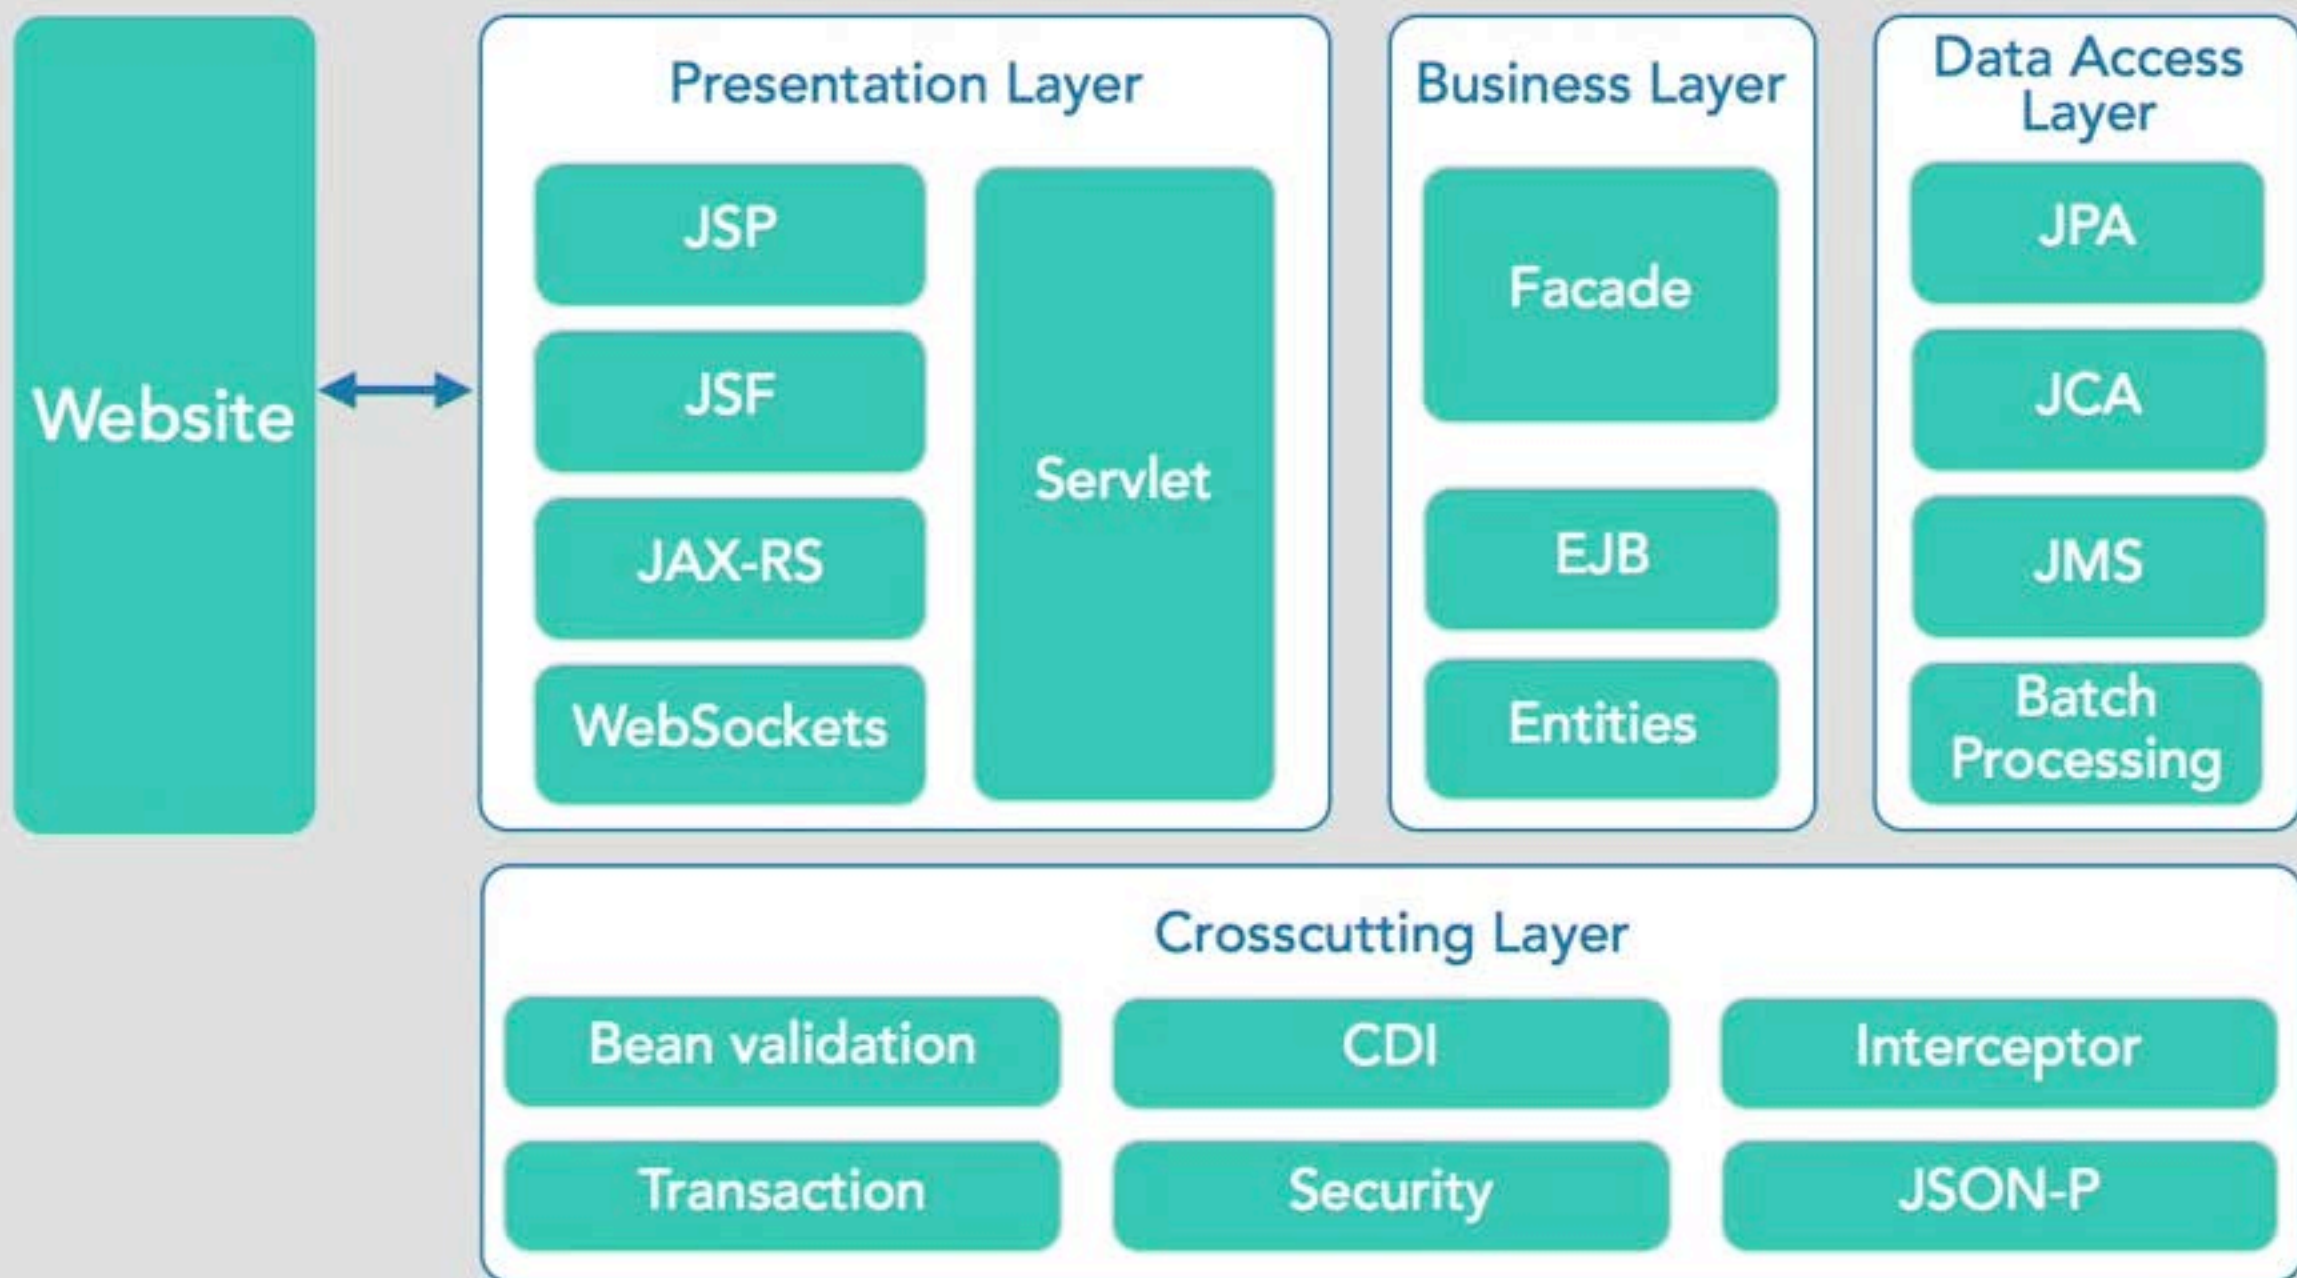 Website
Presentation Layer
JSP
JSF
JAX-RS
WebSockets
Servlet
Business Layer
Facade
EJB
Entities
Data Access
Layer
JPA
JCA
JMS
Batch
Processing
Crosscutting Layer
Bean validation
CDI
Interceptor
Transaction
Security
JSON-P